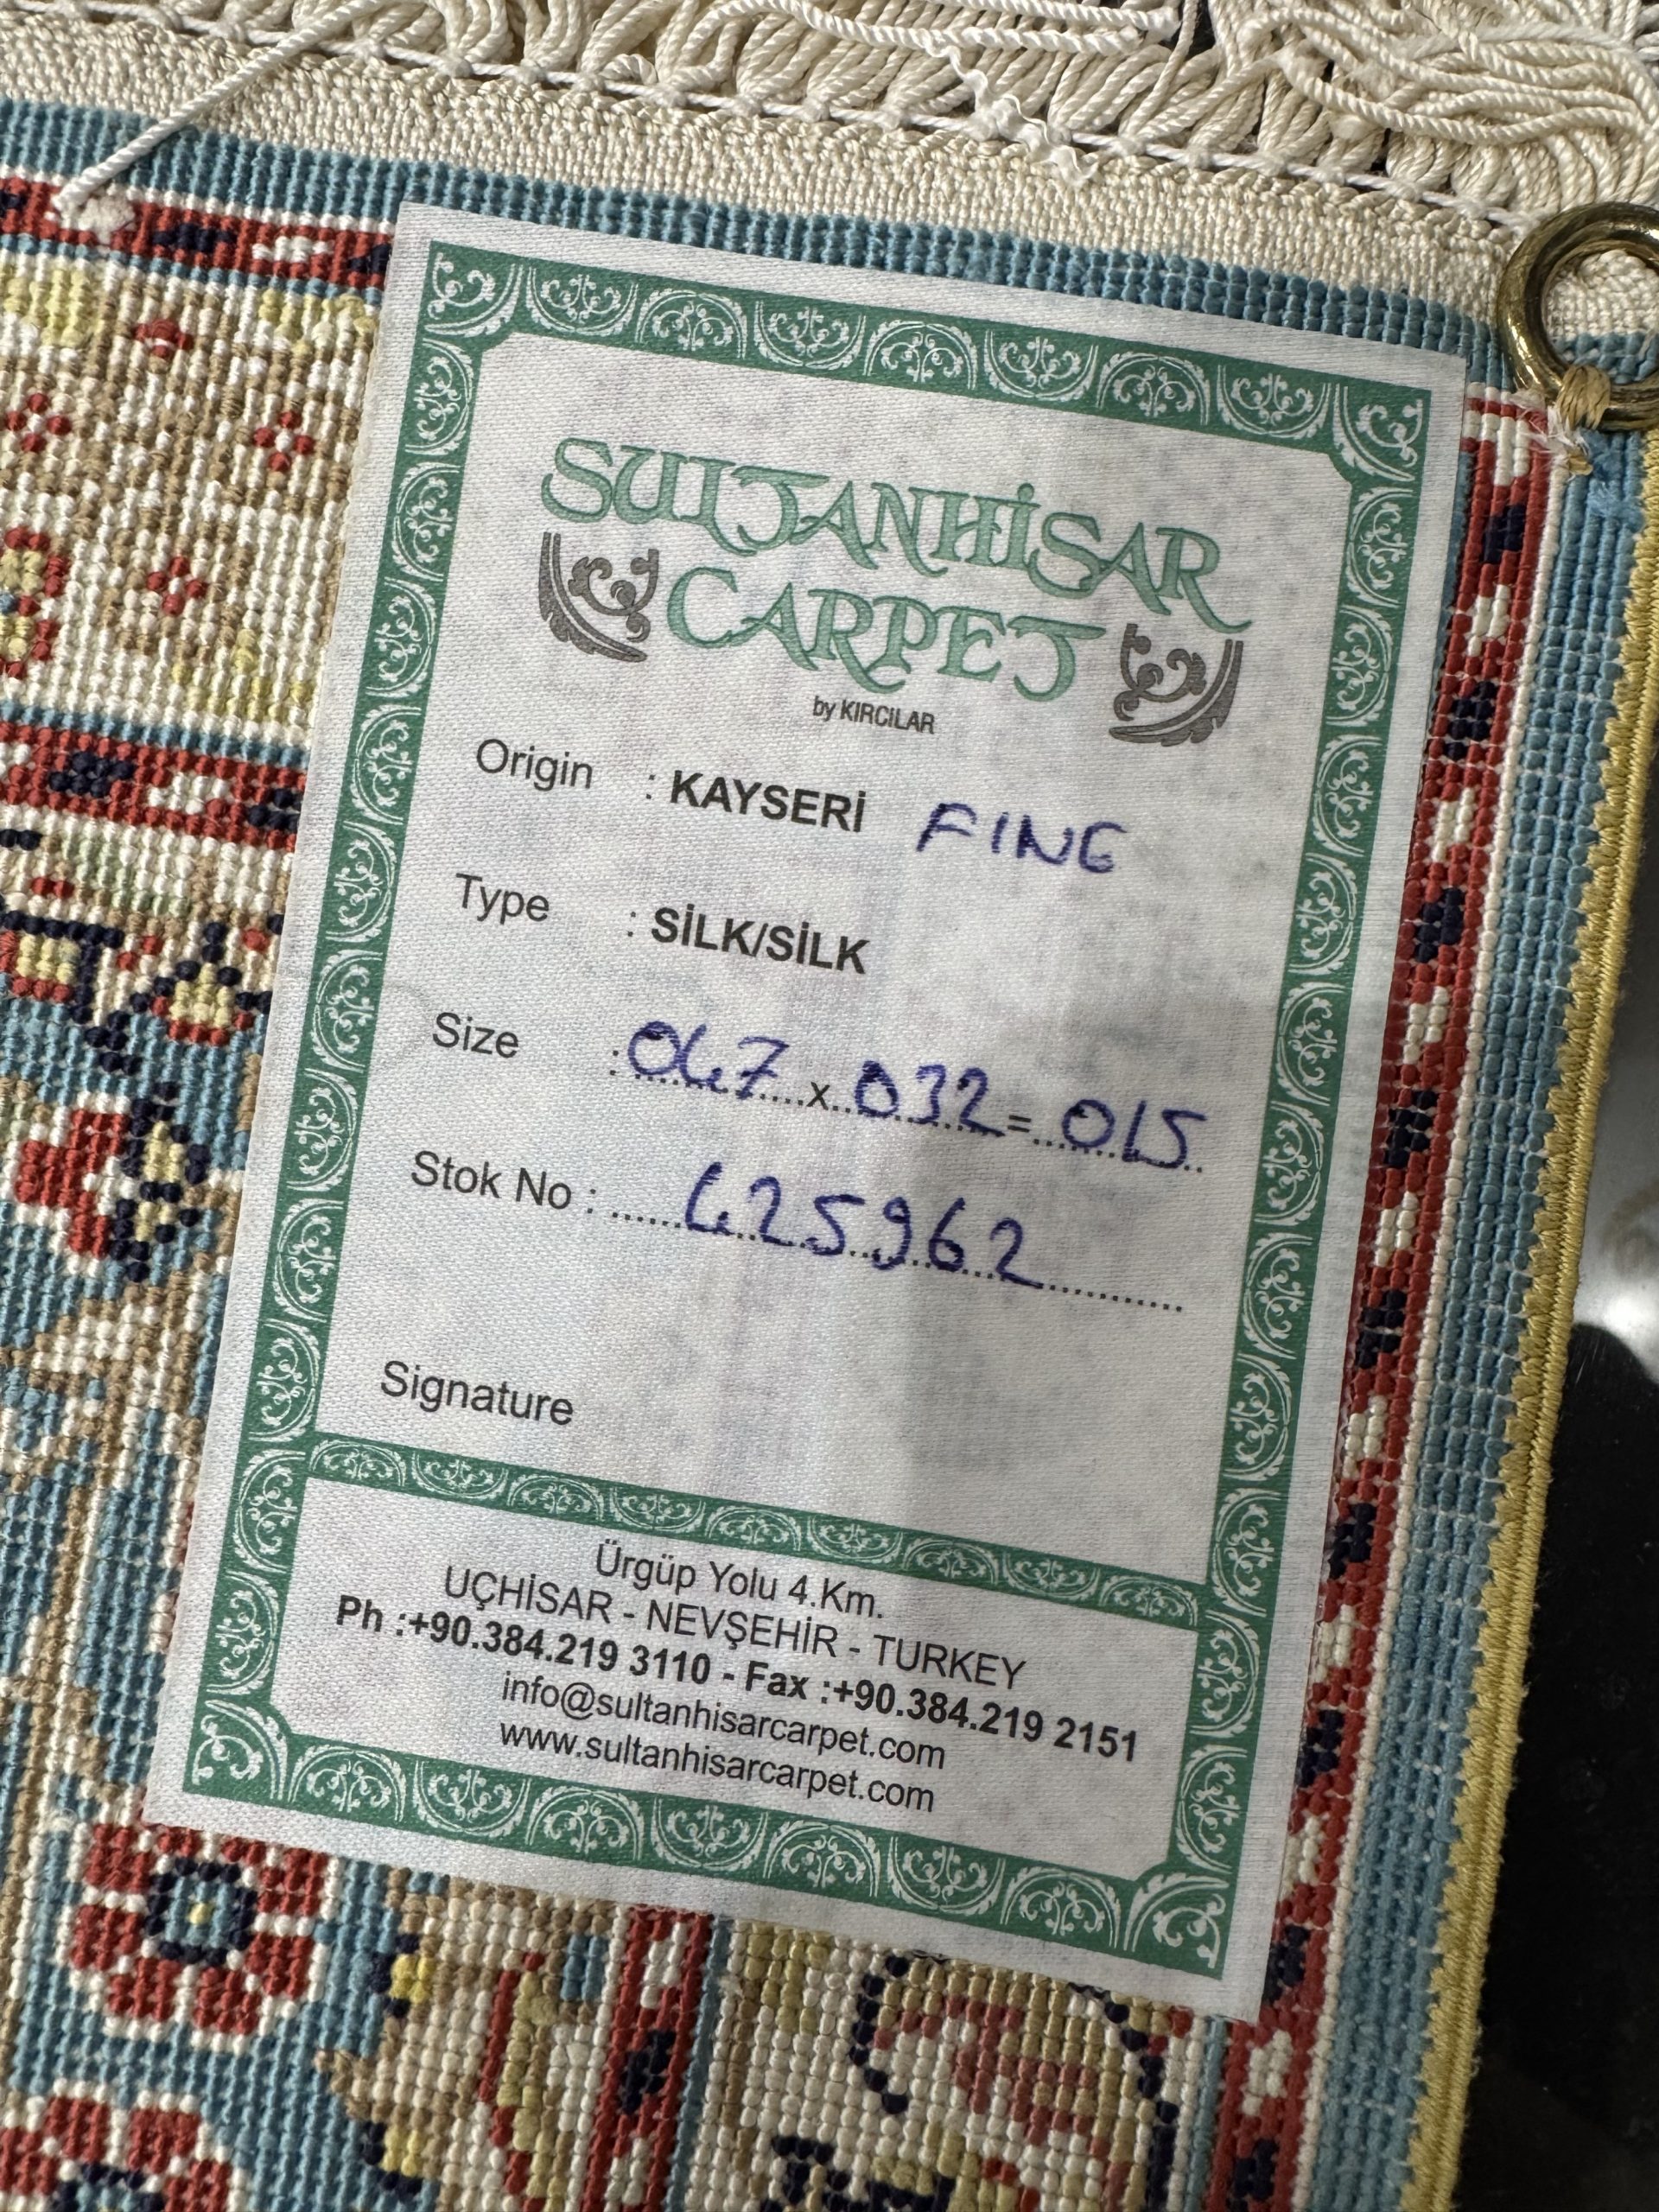 SULTANHİSAR
CARPET
by KIRCILAR
Origin : KAYSERİ FINE
Type : SİLK/SİLK
Size : 047 x 032 = 015
Stok No : 425962
Signature
Ürgüp Yolu 4.Km.
UÇHİSAR - NEVŞEHİR - TURKEY
Ph :+90.384.219 3110 - Fax :+90.384.219 2151
info@sultanhisarcarpet.com
www.sultanhisarcarpet.com